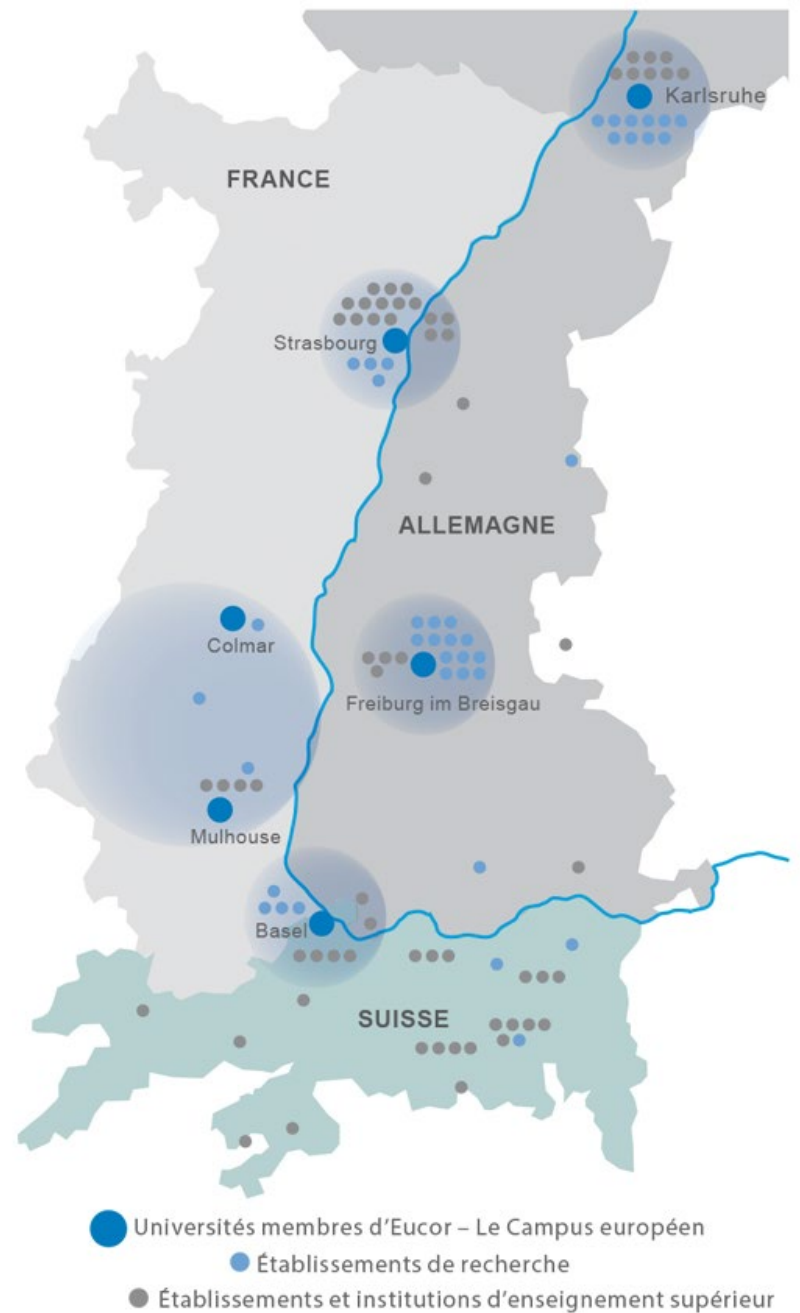 Karlsruhe
FRANCE
Strasbourg
ALLEMAGNE
Colmar
Freiburg im Breisgau
Mulhouse
Basel
SUISSE
Universités membres d'Eucor – Le Campus européen
Établissements de recherche
Établissements et institutions d'enseignement supérieur